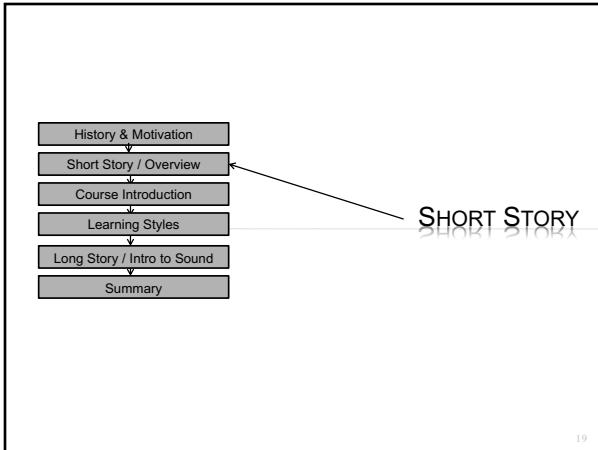 History & Motivation
Short Story / Overview
Course Introduction
Learning Styles
Long Story / Intro to Sound
Summary
SHORT STORY
19